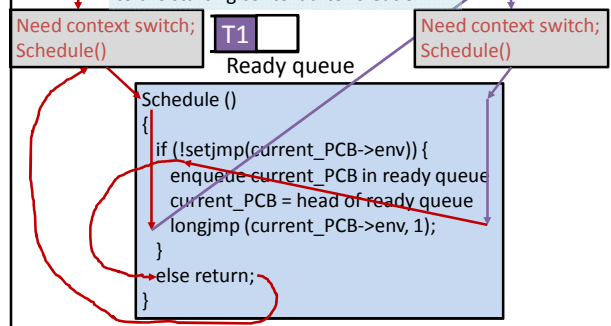 Need context switch;
Schedule()
T1
Ready queue
Need context switch;
Schedule()
Schedule ()
{
if (!setjmp(current_PCB->env)) {
enqueue current_PCB in ready queue
current_PCB = head of ready queue
longjmp (current_PCB->env, 1);
}
else return;
}